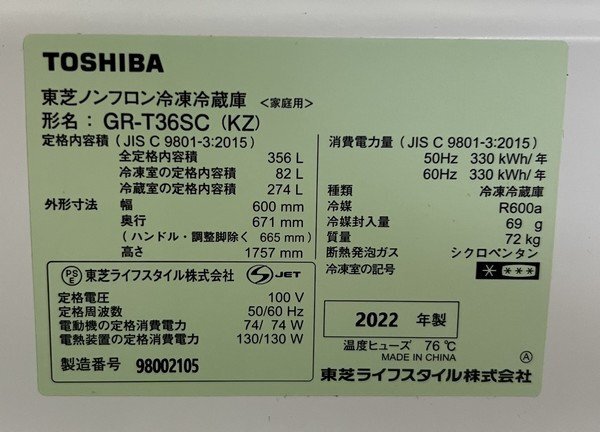 TOSHIBA
東芝ノンフロン冷凍冷蔵庫 <家庭用>
形名： GR-T36SC (KZ)
定格内容積 (JIS C 9801-3:2015)
全定格内容積 356 L
冷凍室の定格内容積 82 L
冷蔵室の定格内容積 274 L
外形寸法 幅 600 mm
奥行 671 mm
(ハンドル・調整脚除く 665 mm)
高さ 1757 mm
消費電力量 (JIS C 9801-3:2015)
50Hz 330 kWh/年
60Hz 330 kWh/年
種類 冷凍冷蔵庫
冷媒 R600a
冷媒封入量 69 g
質量 72 kg
断熱発泡ガス シクロペンタン
冷凍室の記号 * ***
PSE 東芝ライフスタイル株式会社 JET
定格電圧 100 V
定格周波数 50/60 Hz
電動機の定格消費電力 74/ 74 W
電熱装置の定格消費電力 130/130 W
製造番号 98002105
2022 年製
温度ヒューズ 76 ℃
MADE IN CHINA
A
東芝ライフスタイル株式会社